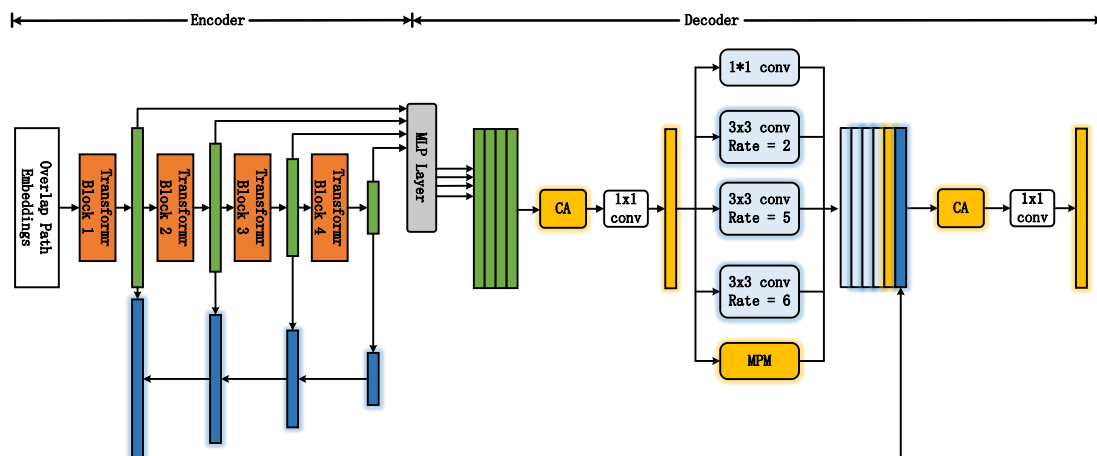 Encoder
Decoder
Overlap Path
Embeddings
Transformr
Block 1
Transformr
Block 2
Transformr
Block 3
Transformr
Block 4
MLP Layer
CA
1x1
conv
1*1 conv
3x3 conv
Rate = 2
3x3 conv
Rate = 5
3x3 conv
Rate = 6
MPM
CA
1x1
conv